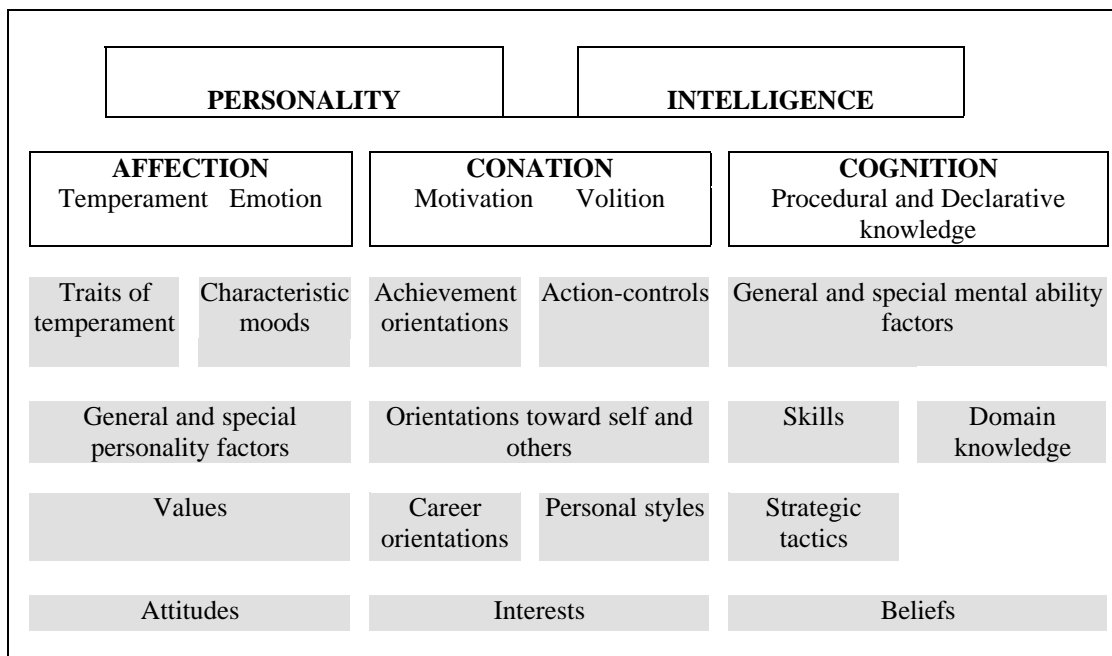 PERSONALITY
INTELLIGENCE
AFFECTION
Temperament Emotion
CONATION
Motivation Volition
COGNITION
Procedural and Declarative
knowledge
Traits of
temperament
Characteristic
moods
Achievement
orientations
Action-controls
General and special mental ability
factors
General and special
personality factors
Orientations toward self and
others
Skills
Domain
knowledge
Values
Career
orientations
Personal styles
Strategic
tactics
Attitudes
Interests
Beliefs